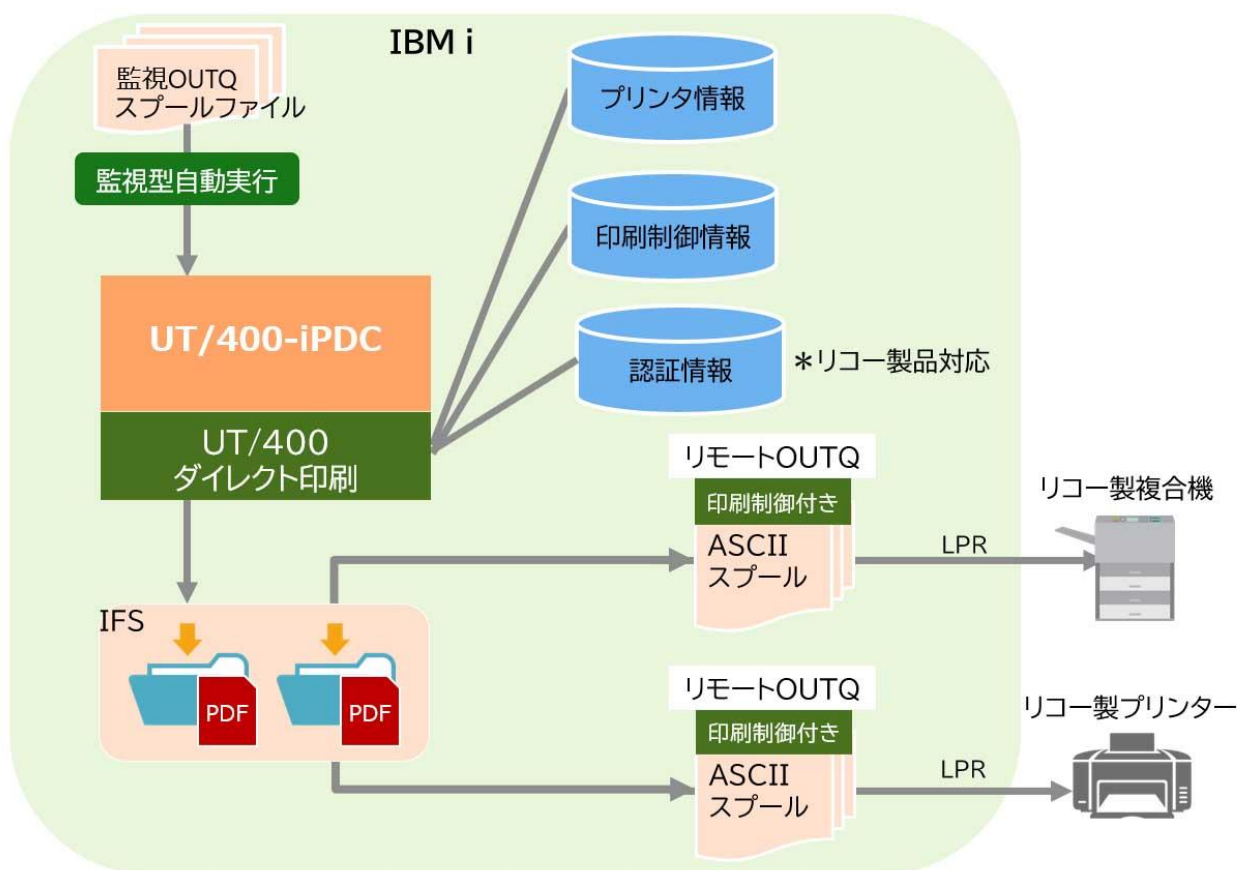 IBM i
監視OUTQ
スプールファイル
監視型自動実行
プリンタ情報
印刷制御情報
認証情報
＊リコー製品対応
UT/400-iPDC
UT/400
ダイレクト印刷
リモートOUTQ
印刷制御付き
ASCII
スプール
LPR
リコー製複合機
IFS
PDF
PDF
リモートOUTQ
印刷制御付き
ASCII
スプール
LPR
リコー製プリンター